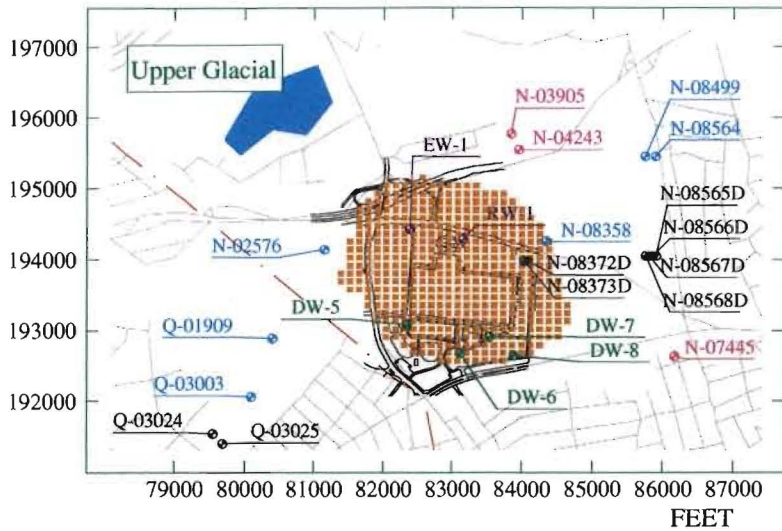 197000
196000
195000
194000
193000
192000
Upper Glacial
N-03905
N-04243
N-08499
N-08564
EW-1
RW-1
N-08358
N-02576
N-08565D
N-08566D
N-08567D
N-08568D
N-08372D
N-08373D
DW-5
DW-7
DW-8
DW-6
Q-01909
Q-03003
Q-03024
Q-03025
N-07445
79000 80000 81000 82000 83000 84000 85000 86000 87000
FEET